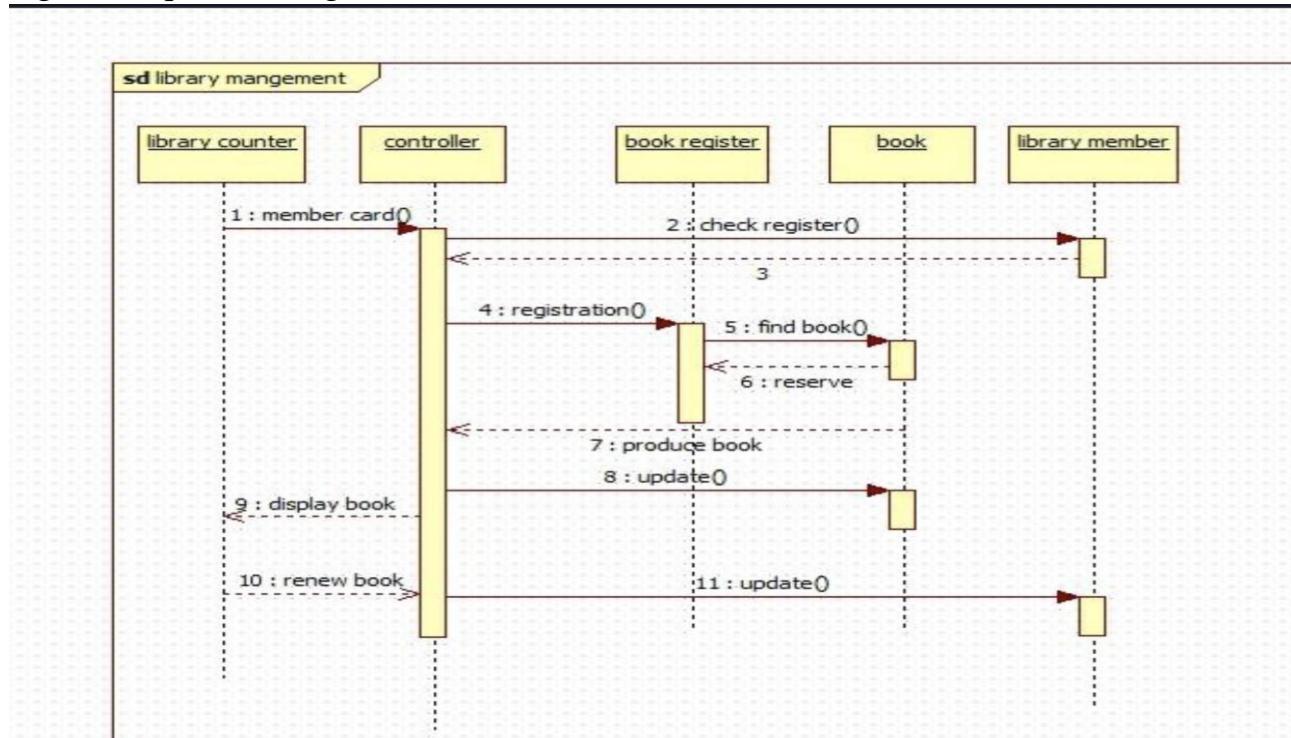 sd library mangement
library counter
controller
book register
book
library member
1 : member card()
2 : check register()
3
4 : registration()
5 : find book()
6 : reserve
7 : produce book
8 : update()
9 : display book
10 : renew book
11 : update()